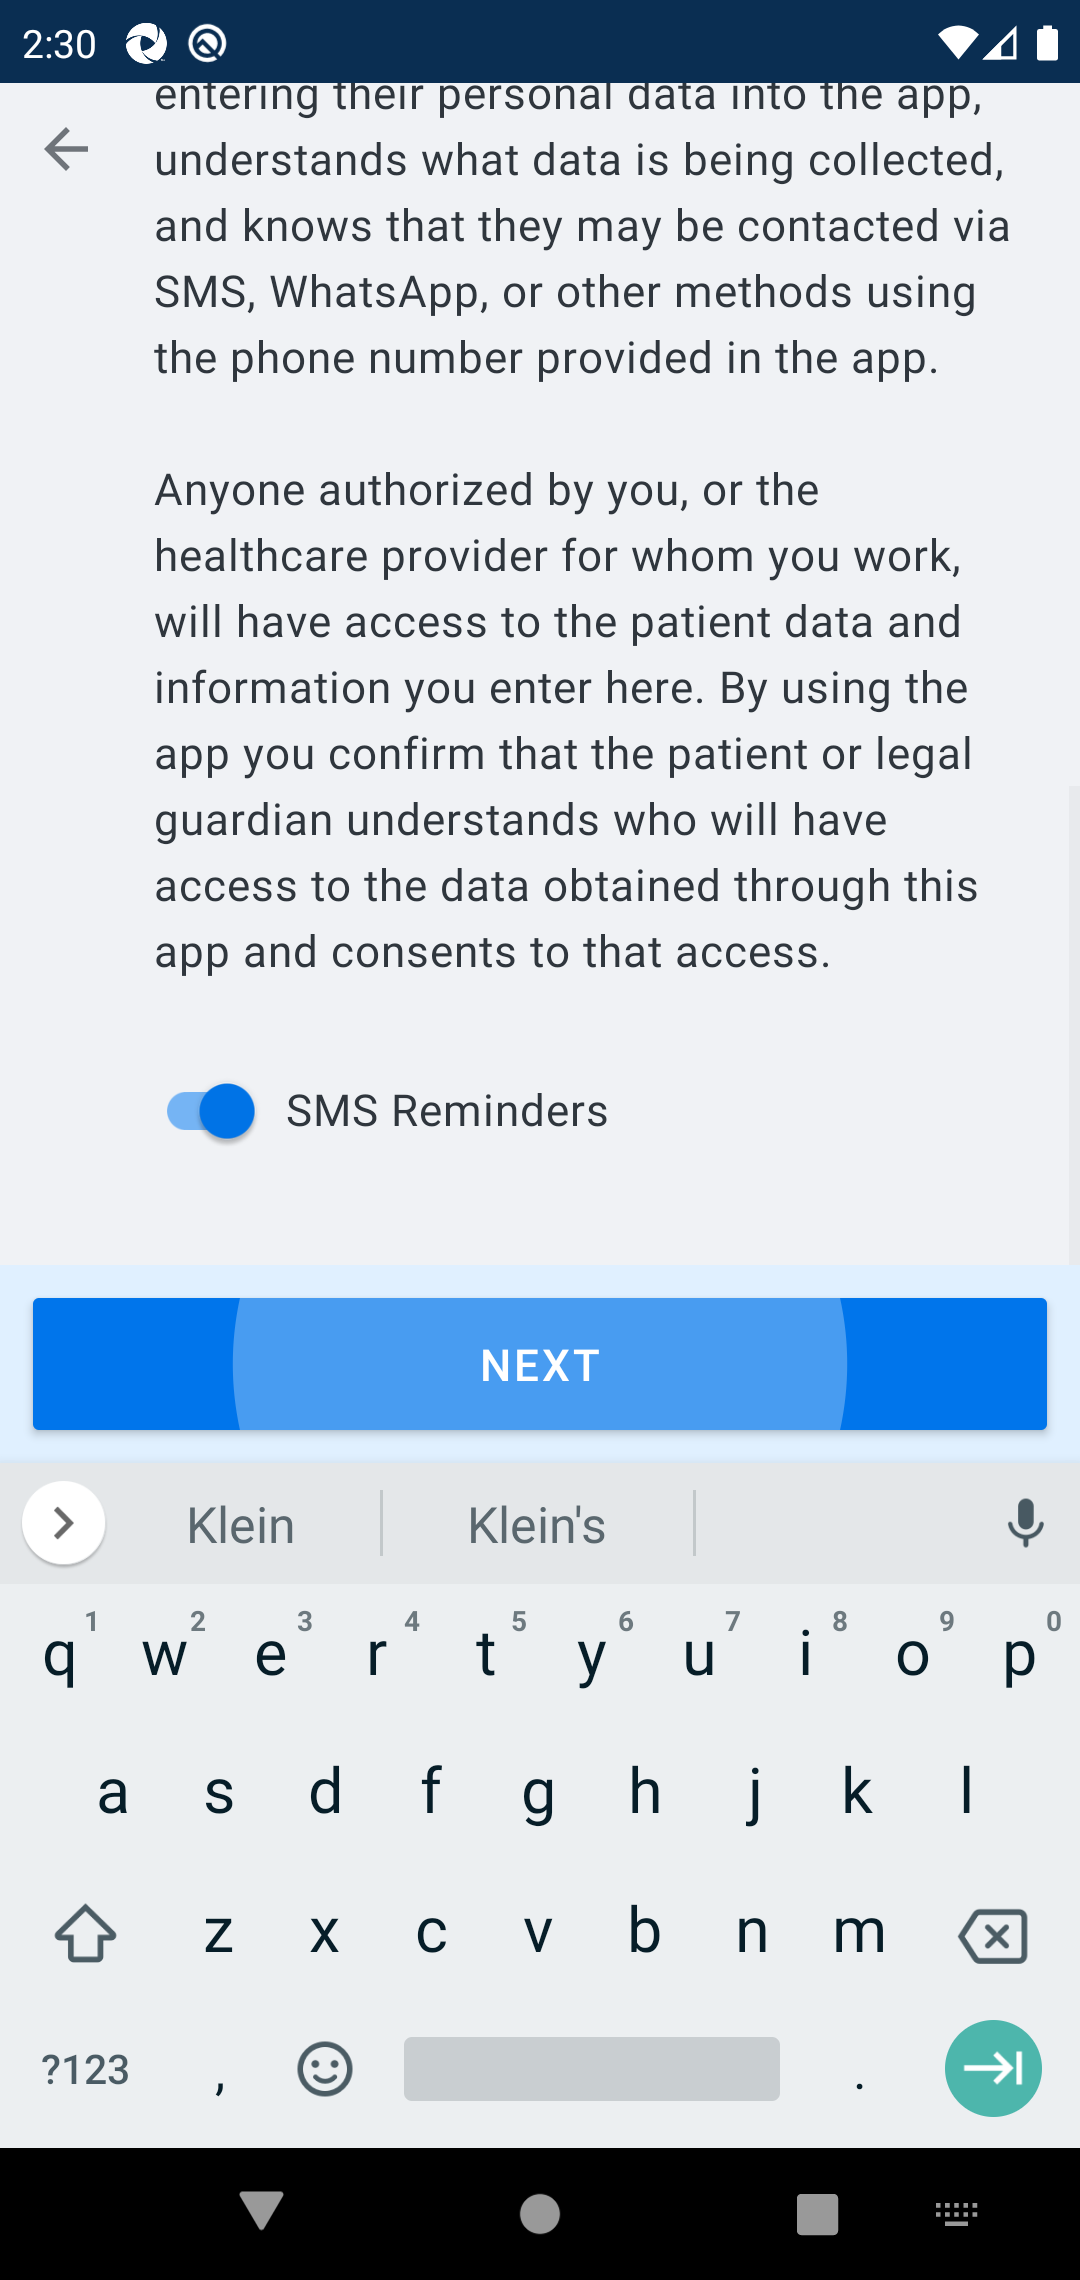 2:30
entering their personal data into the app,
understands what data is being collected,
and knows that they may be contacted via
SMS, WhatsApp, or other methods using
the phone number provided in the app.
Anyone authorized by you, or the
healthcare provider for whom you work,
will have access to the patient data and
information you enter here. By using the
app you confirm that the patient or legal
guardian understands who will have
access to the data obtained through this
app and consents to that access.
SMS Reminders
NEXT
Klein Klein's
1 2 3 4 5 6 7 8 9 0
q w e r t y u i o p
a s d f g h j k l
z x c v b n m
?123 , .